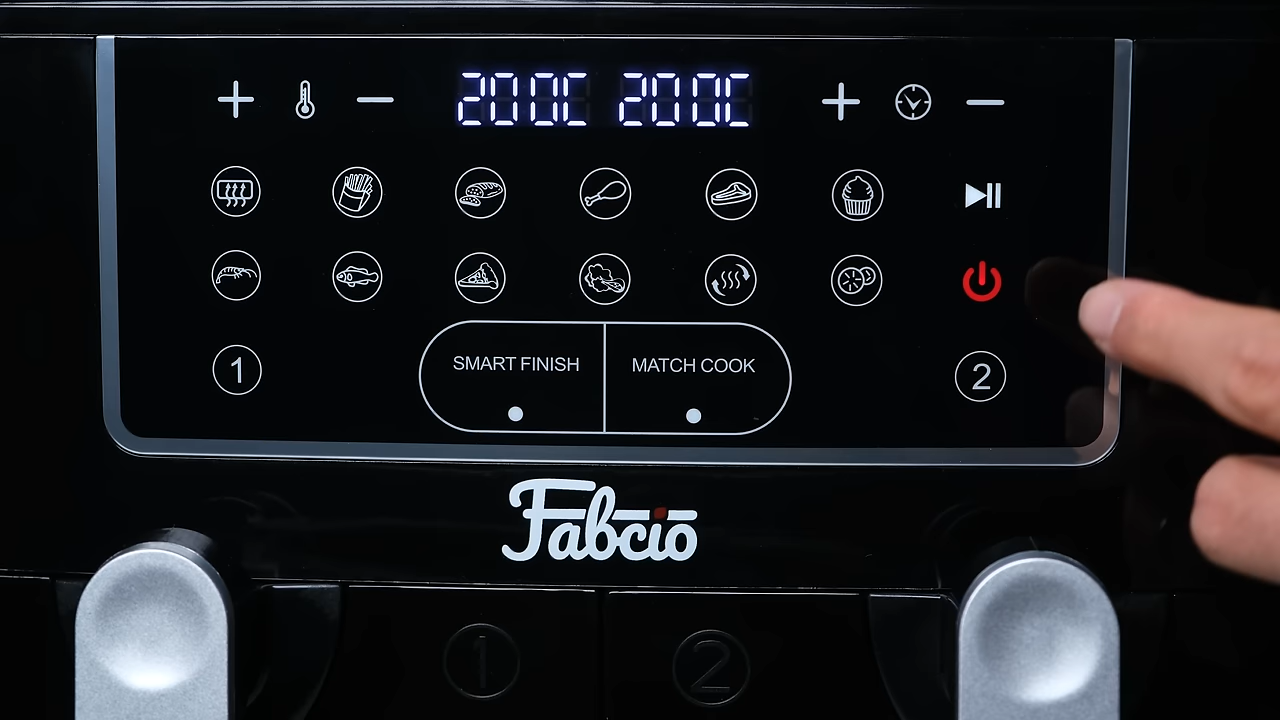 200C 200C
1
SMART FINISH
MATCH COOK
2
Fabcio
1
2